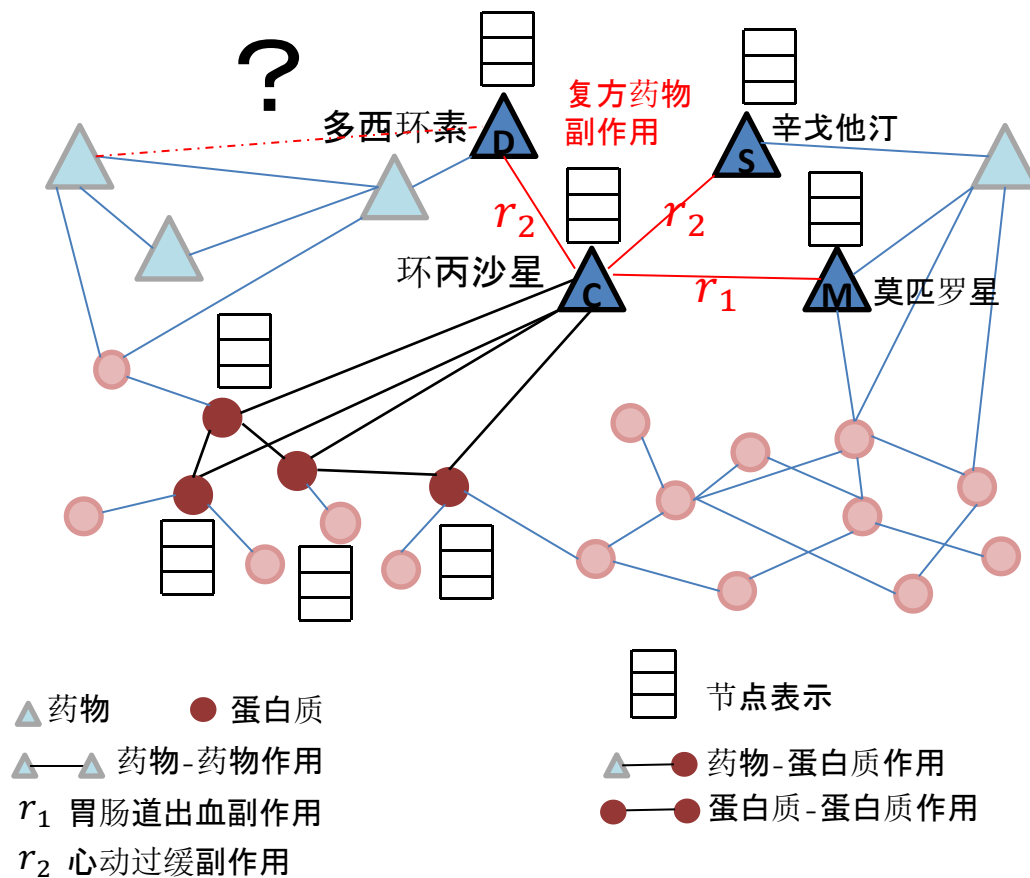 ?
多西环素
D
复方药物
副作用
辛戈他汀
S
r₂
r₂
环丙沙星
C
r₁
M
莫匹罗星
药物
蛋白质
节点表示
药物-药物作用
药物-蛋白质作用
r₁ 胃肠道出血副作用
蛋白质-蛋白质作用
r₂ 心动过缓副作用